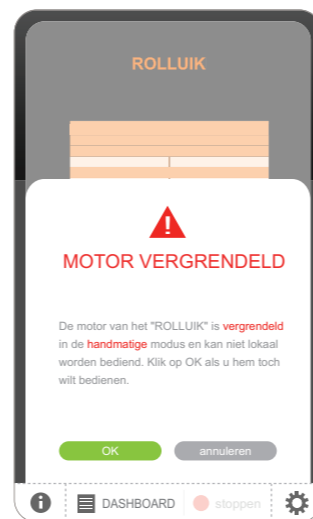 ROLLUIK
MOTOR VERGRENDELD
De motor van het "ROLLUIK" is vergrendeld
in de handmatige modus en kan niet lokaal
worden bediend. Klik op OK als u hem toch
wilt bedienen.
OK annuleren
DASHBOARD stoppen